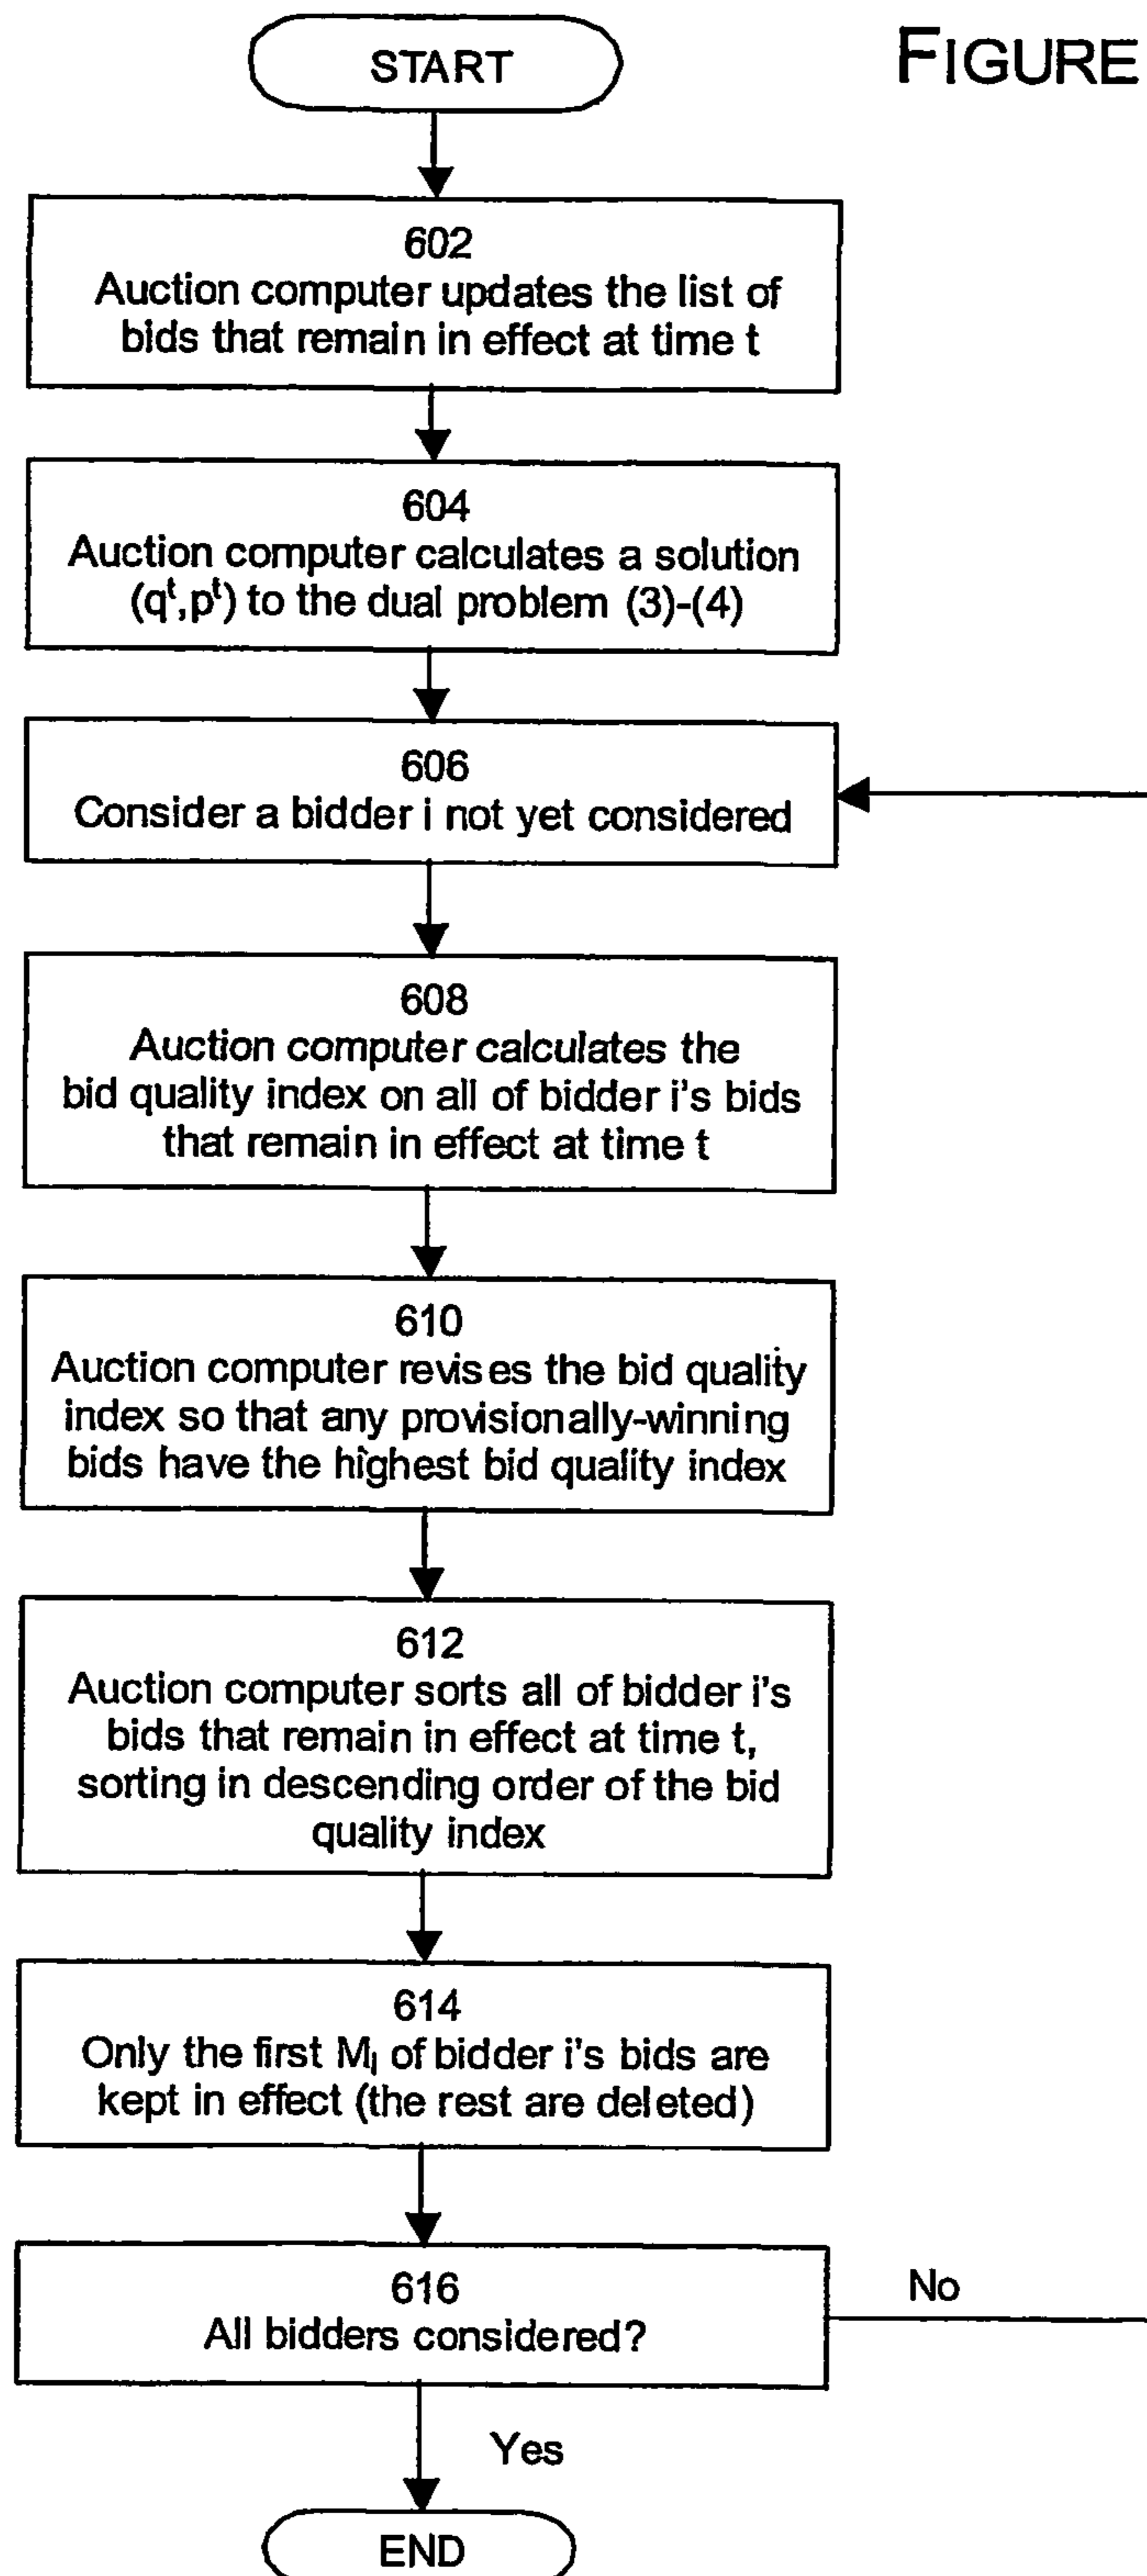 START
FIGURE
602
Auction computer updates the list of
bids that remain in effect at time t
604
Auction computer calculates a solution
(qᵗ,pᵗ) to the dual problem (3)-(4)
606
Consider a bidder i not yet considered
608
Auction computer calculates the
bid quality index on all of bidder i's bids
that remain in effect at time t
610
Auction computer revises the bid quality
index so that any provisionally-winning
bids have the highest bid quality index
612
Auction computer sorts all of bidder i's
bids that remain in effect at time t,
sorting in descending order of the bid
quality index
614
Only the first Mᵢ of bidder i's bids are
kept in effect (the rest are deleted)
616
All bidders considered?
No
Yes
END